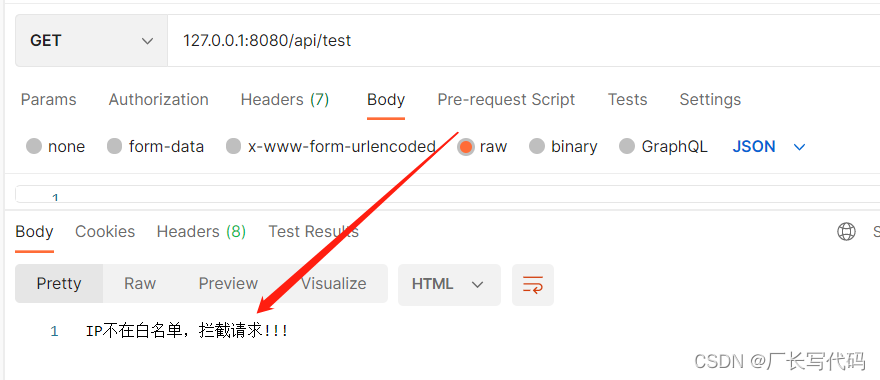 GET 127.0.0.1:8080/api/test
Params Authorization Headers (7) Body Pre-request Script Tests Settings
none form-data x-www-form-urlencoded raw binary GraphQL JSON
1
Body Cookies Headers (8) Test Results S
Pretty Raw Preview Visualize HTML
1 IP不在白名单，拦截请求!!!
CSDN @厂长写代码